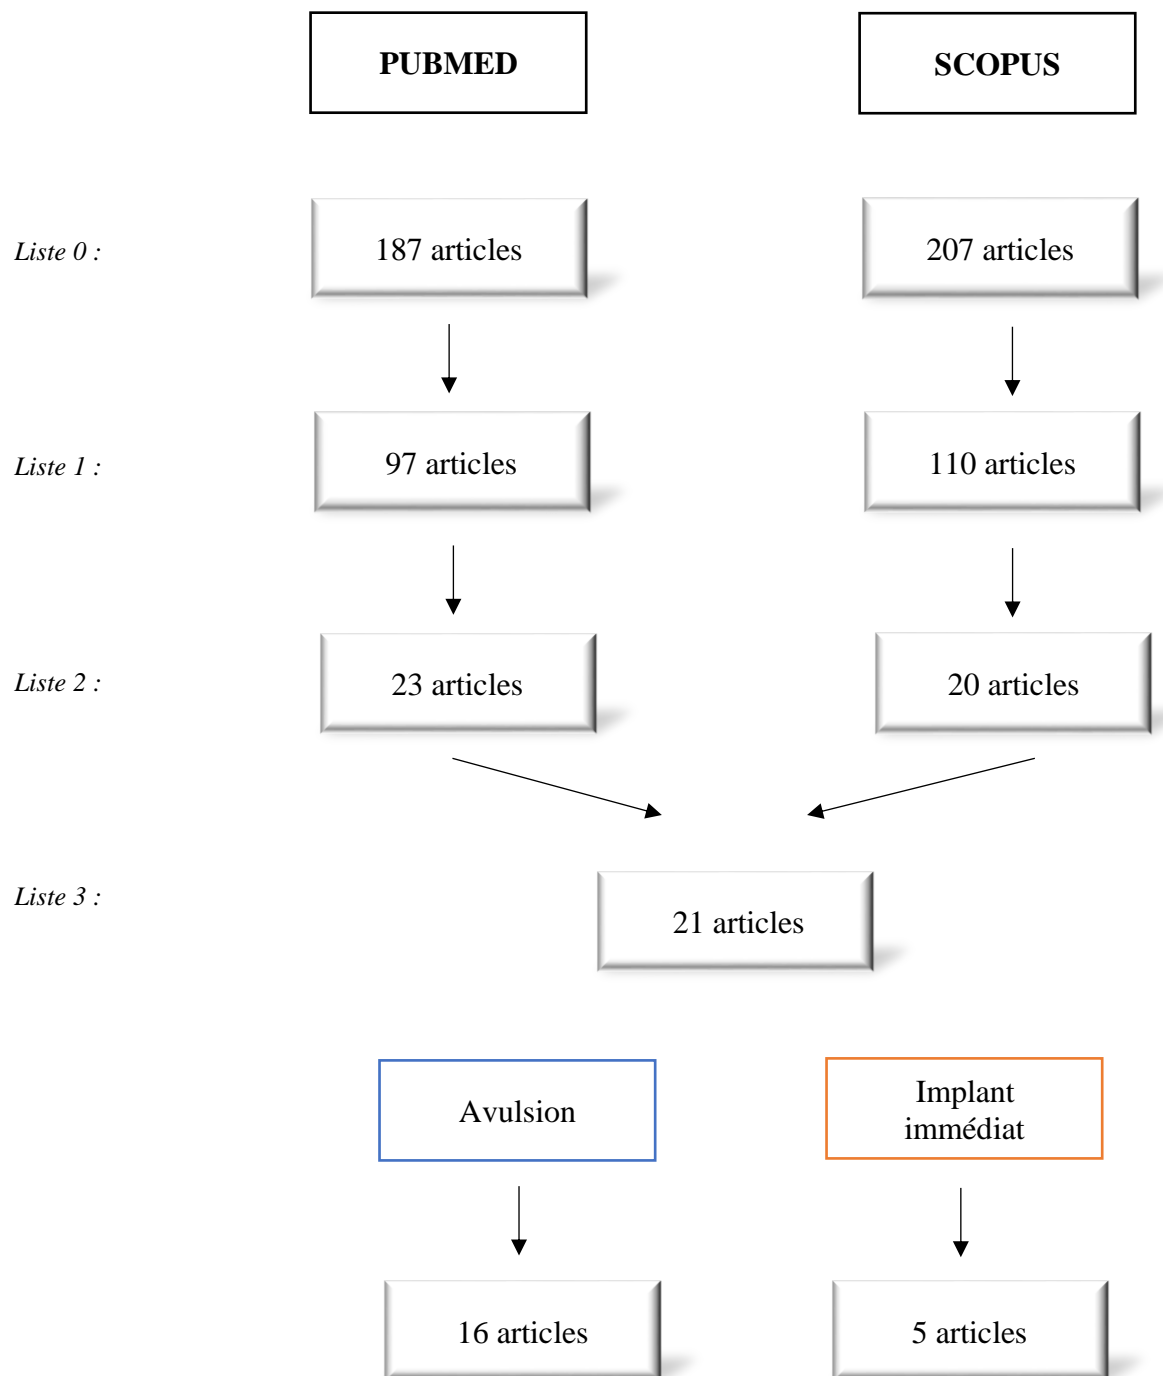 PUBMED
SCOPUS
Liste 0 :
187 articles
207 articles
Liste 1 :
97 articles
110 articles
Liste 2 :
23 articles
20 articles
Liste 3 :
21 articles
Avulsion
Implant
immédiat
16 articles
5 articles